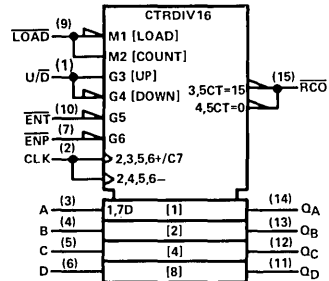 CTRDIV16
LOAD (9) M1 [LOAD]
M2 [COUNT]
U/D (1) G3 [UP]
G4 [DOWN]
3,5CT=15 (15) RCO
4,5CT=0
ENT (10) G5
ENP (7) G6
CLK (2) 2,3,5,6+/C7
2,4,5,6−
A (3) 1,7D [1] (14) QA
B (4) [2] (13) QB
C (5) [4] (12) QC
D (6) [8] (11) QD